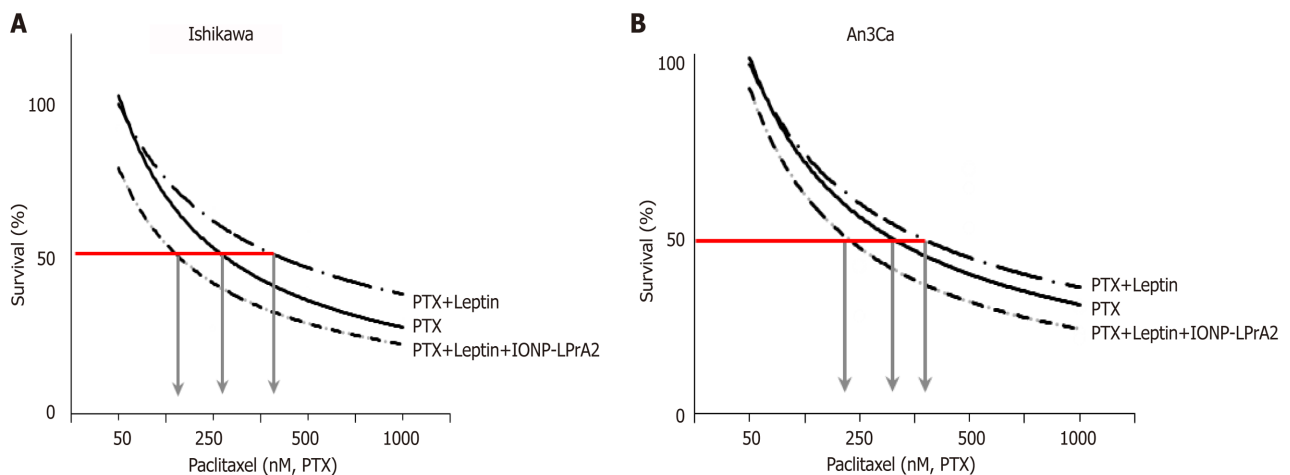 A
Ishikawa
100
50
0
Survival (%)
PTX+Leptin
PTX
PTX+Leptin+IONP-LPrA2
50 250 500 1000
Paclitaxel (nM, PTX)
B
An3Ca
100
50
0
Survival (%)
PTX+Leptin
PTX
PTX+Leptin+IONP-LPrA2
50 250 500 1000
Paclitaxel (nM, PTX)